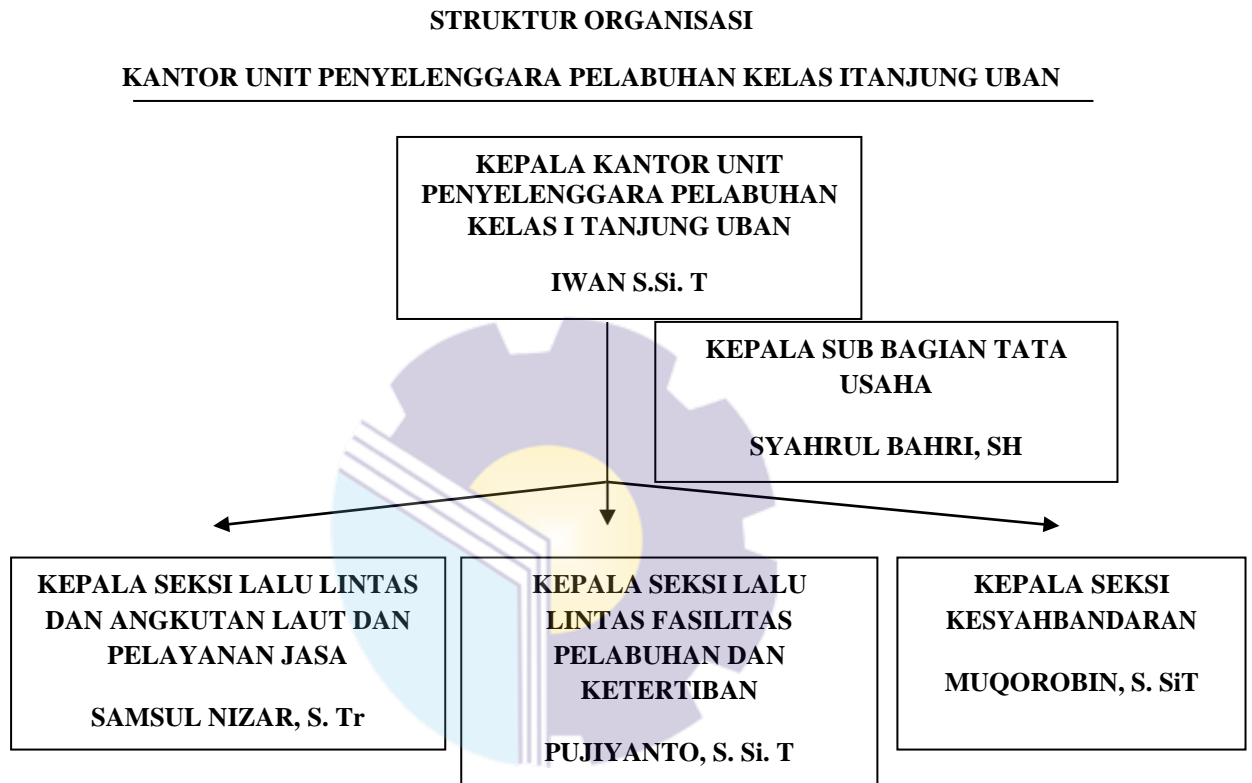 STRUKTUR ORGANISASI
KANTOR UNIT PENYELENGGARA PELABUHAN KELAS ITANJUNG UBAN
KEPALA KANTOR UNIT
PENYELENGGARA PELABUHAN
KELAS I TANJUNG UBAN
IWAN S.Si. T
KEPALA SUB BAGIAN TATA
USAHA
SYAHRUL BAHRI, SH
KEPALA SEKSI LALU LINTAS
DAN ANGKUTAN LAUT DAN
PELAYANAN JASA
SAMSUL NIZAR, S. Tr
KEPALA SEKSI LALU
LINTAS FASILITAS
PELABUHAN DAN
KETERTIBAN
PUJIYANTO, S. Si. T
KEPALA SEKSI
KESYAHBANDARAN
MUQOROBIN, S. SiT